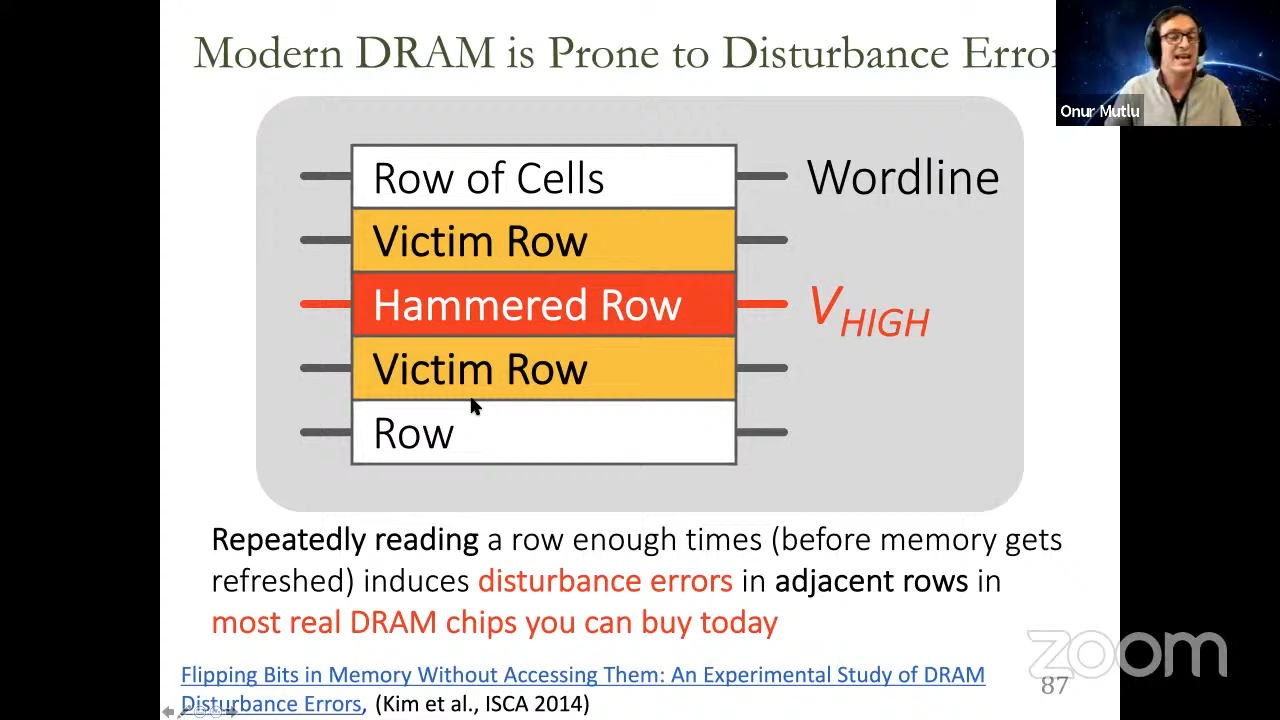 Modern DRAM is Prone to Disturbance Error
Onur Mutlu
Row of Cells
Wordline
Victim Row
Hammered Row
V_HIGH
Victim Row
Row
Repeatedly reading a row enough times (before memory gets
refreshed) induces disturbance errors in adjacent rows in
most real DRAM chips you can buy today
zoom
Flipping Bits in Memory Without Accessing Them: An Experimental Study of DRAM
87
Disturbance Errors, (Kim et al., ISCA 2014)